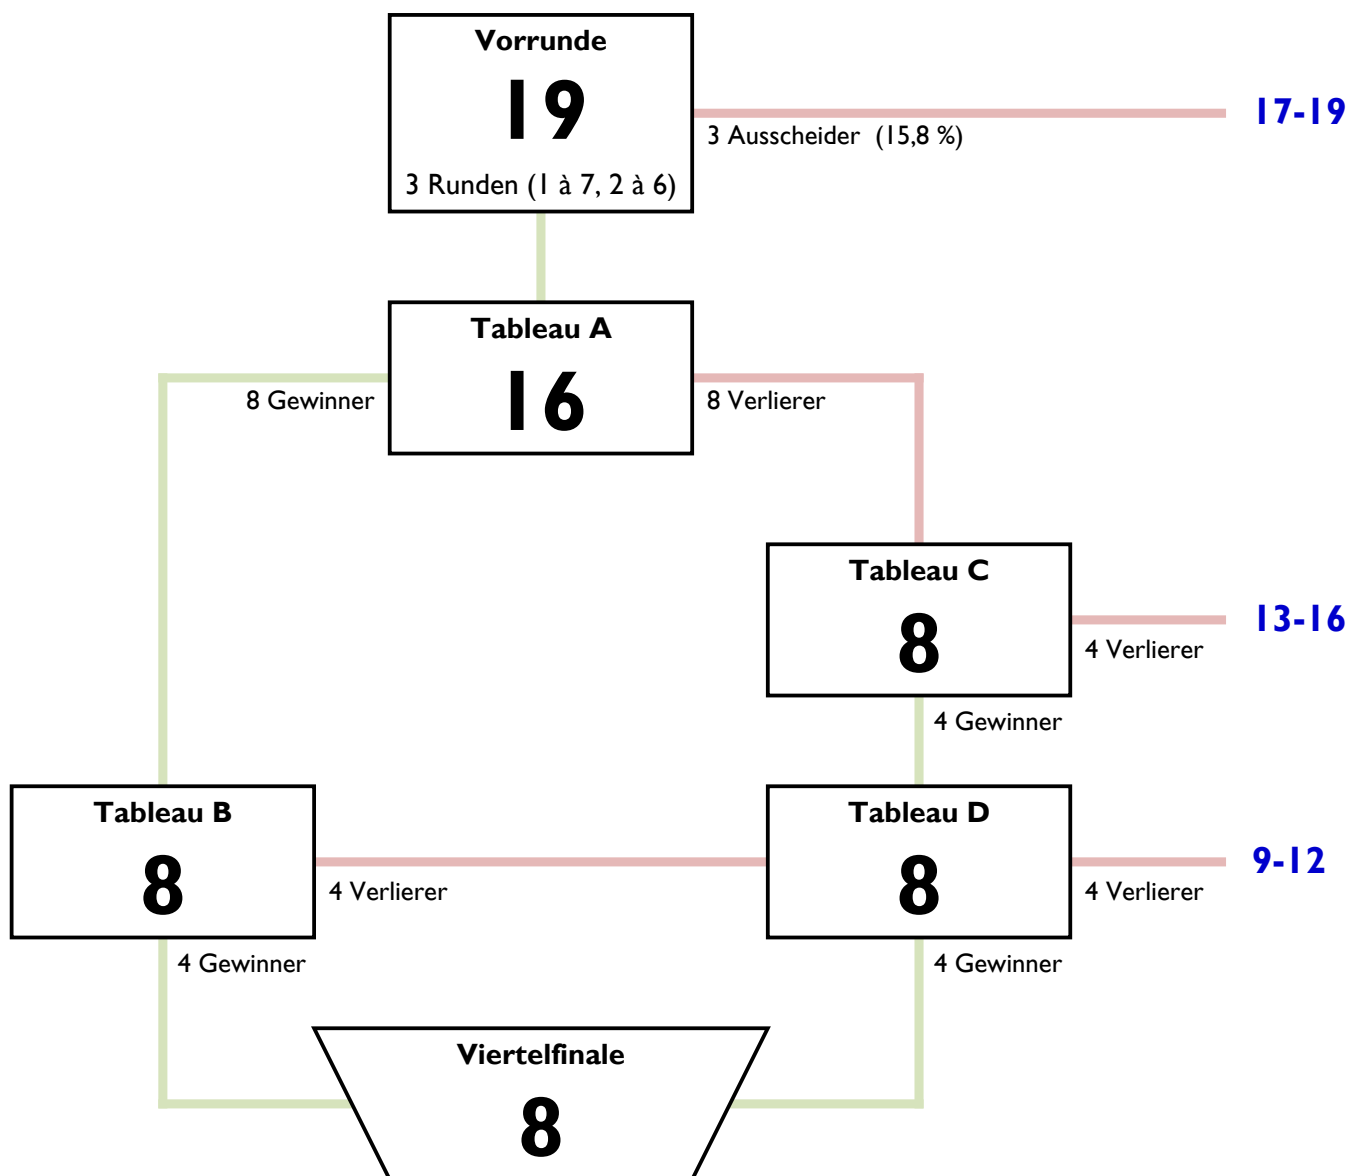 Vorrunde
19
3 Runden (1 à 7, 2 à 6)
17-19
3 Ausscheider (15,8 %)
Tableau A
16
8 Gewinner
8 Verlierer
Tableau C
8
13-16
4 Verlierer
4 Gewinner
Tableau B
8
4 Verlierer
Tableau D
8
9-12
4 Verlierer
4 Gewinner
4 Gewinner
Viertelfinale
8